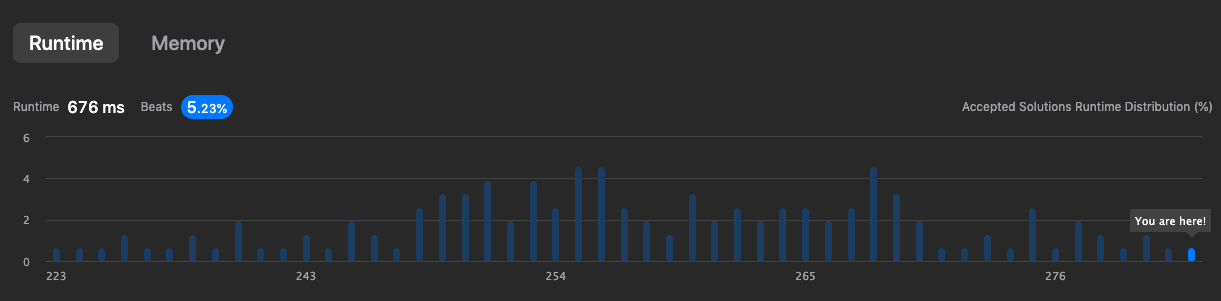 Runtime Memory
Runtime 676 ms Beats 5.23% Accepted Solutions Runtime Distribution (%)
6
4
2
You are here!
0
223 243 254 265 276